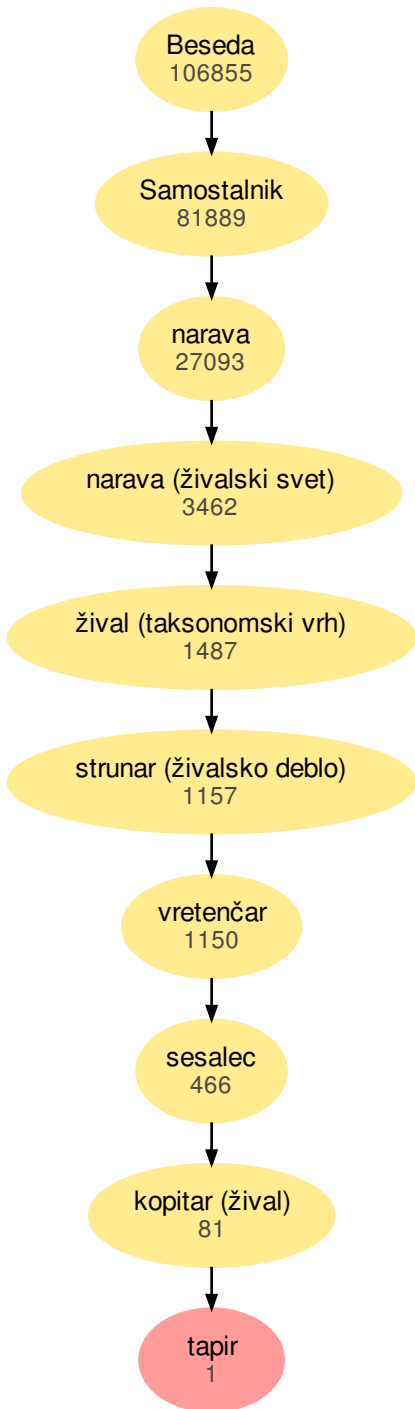 Beseda
106855
Samostalnik
81889
narava
27093
narava (živalski svet)
3462
žival (taksonomski vrh)
1487
strunar (živalsko deblo)
1157
vretenčar
1150
sesalec
466
kopitar (žival)
81
tapir
1